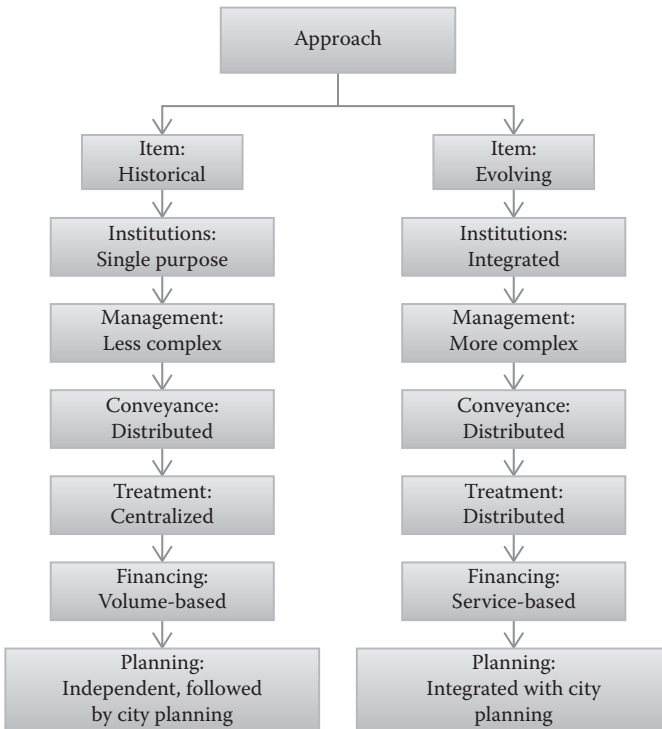 Approach
Item:
Historical
Institutions:
Single purpose
Management:
Less complex
Conveyance:
Distributed
Treatment:
Centralized
Financing:
Volume-based
Planning:
Independent, followed
by city planning
Item:
Evolving
Institutions:
Integrated
Management:
More complex
Conveyance:
Distributed
Treatment:
Distributed
Financing:
Service-based
Planning:
Integrated with city
planning